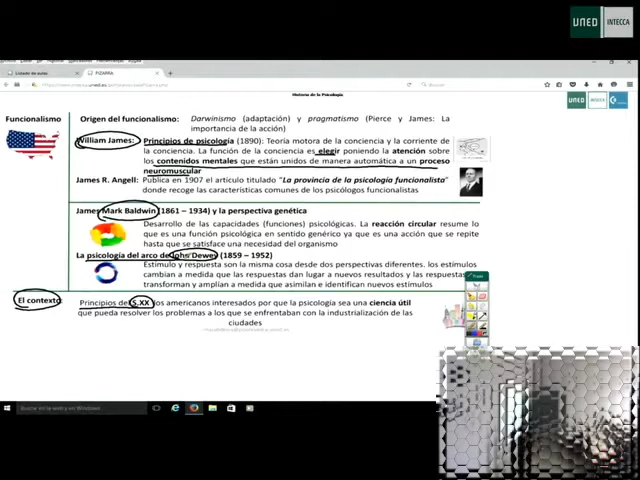 UNED INTECCA
Listado de aulas
PIZARRA
Buscar
Historia de la Psicología
UNED INTECCA
Funcionalismo
Origen del funcionalismo: Darwinismo (adaptación) y pragmatismo (Pierce y James: La
importancia de la acción)
William James: Principios de psicología (1890): Teoría motora de la conciencia y la corriente de
la conciencia. La función de la conciencia es elegir poniendo la atención sobre
los contenidos mentales que están unidos de manera automática a un proceso
neuromuscular
James R. Angell: Publica en 1907 el artículo titulado "La provincia de la psicología funcionalista"
donde recoge las características comunes de los psicólogos funcionalistas
James Mark Baldwin (1861 – 1934) y la perspectiva genética
Desarrollo de las capacidades (funciones) psicológicas. La reacción circular resume lo
que es una función psicológica en sentido genérico ya que es una acción que se repite
hasta que se satisface una necesidad del organismo
La psicología del arco de John Dewey (1859 – 1952)
Estímulo y respuesta son la misma cosa desde dos perspectivas diferentes. los estímulos
cambian a medida que las respuestas dan lugar a nuevos resultados y las respuestas
transforman y amplían a medida que asimilan e identifican nuevos estímulos
El contexto:
Principios del S.XX los americanos interesados por que la psicología sea una ciencia útil
que pueda resolver los problemas a los que se enfrentaban con la industrialización de las
ciudades
Buscar en la web y en Windows